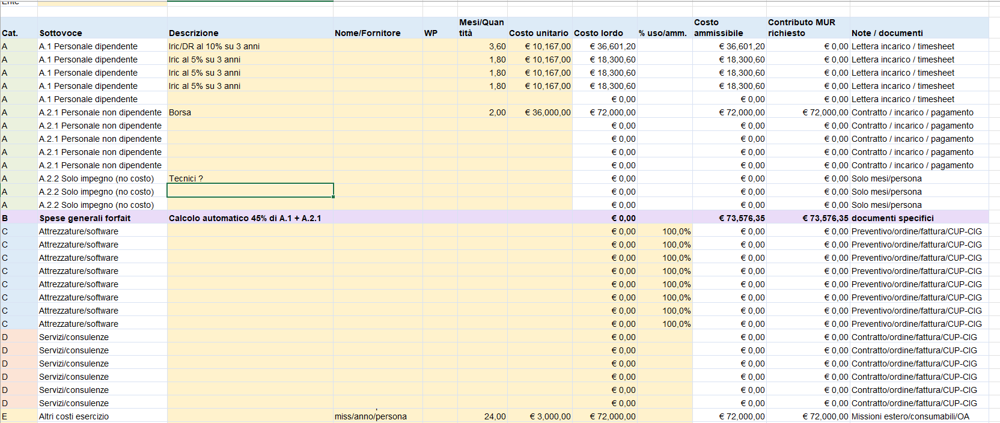 Ente
Cat. Sottovoce Descrizione Nome/Fornitore WP Mesi/Quantità Costo unitario Costo lordo % uso/amm. Costo ammissibile Contributo MUR richiesto Note / documenti
A A.1 Personale dipendente Iric/DR al 10% su 3 anni 3,60 € 10,167,00 € 36,601,20 € 36,601,20 € 0,00 Lettera incarico / timesheet
A A.1 Personale dipendente Iric al 5% su 3 anni 1,80 € 10,167,00 € 18,300,60 € 18,300,60 € 0,00 Lettera incarico / timesheet
A A.1 Personale dipendente Iric al 5% su 3 anni 1,80 € 10,167,00 € 18,300,60 € 18,300,60 € 0,00 Lettera incarico / timesheet
A A.1 Personale dipendente Iric al 5% su 3 anni 1,80 € 10,167,00 € 18,300,60 € 18,300,60 € 0,00 Lettera incarico / timesheet
A A.1 Personale dipendente € 0,00 € 0,00 € 0,00 Lettera incarico / timesheet
A A.2.1 Personale non dipendente Borsa 2,00 € 36,000,00 € 72,000,00 € 72,000,00 € 72,000,00 Contratto / incarico / pagamento
A A.2.1 Personale non dipendente € 0,00 € 0,00 € 0,00 Contratto / incarico / pagamento
A A.2.1 Personale non dipendente € 0,00 € 0,00 € 0,00 Contratto / incarico / pagamento
A A.2.1 Personale non dipendente € 0,00 € 0,00 € 0,00 Contratto / incarico / pagamento
A A.2.1 Personale non dipendente € 0,00 € 0,00 € 0,00 Contratto / incarico / pagamento
A A.2.2 Solo impegno (no costo) Tecnici ? € 0,00 € 0,00 € 0,00 Solo mesi/persona
A A.2.2 Solo impegno (no costo) € 0,00 € 0,00 € 0,00 Solo mesi/persona
A A.2.2 Solo impegno (no costo) € 0,00 € 0,00 € 0,00 Solo mesi/persona
B Spese generali forfait Calcolo automatico 45% di A.1 + A.2.1 € 0,00 € 73,576,35 € 73,576,35 documenti specifici
C Attrezzature/software € 0,00 100,0% € 0,00 € 0,00 Preventivo/ordine/fattura/CUP-CIG
C Attrezzature/software € 0,00 100,0% € 0,00 € 0,00 Preventivo/ordine/fattura/CUP-CIG
C Attrezzature/software € 0,00 100,0% € 0,00 € 0,00 Preventivo/ordine/fattura/CUP-CIG
C Attrezzature/software € 0,00 100,0% € 0,00 € 0,00 Preventivo/ordine/fattura/CUP-CIG
C Attrezzature/software € 0,00 100,0% € 0,00 € 0,00 Preventivo/ordine/fattura/CUP-CIG
C Attrezzature/software € 0,00 100,0% € 0,00 € 0,00 Preventivo/ordine/fattura/CUP-CIG
C Attrezzature/software € 0,00 100,0% € 0,00 € 0,00 Preventivo/ordine/fattura/CUP-CIG
C Attrezzature/software € 0,00 100,0% € 0,00 € 0,00 Preventivo/ordine/fattura/CUP-CIG
D Servizi/consulenze € 0,00 € 0,00 € 0,00 Contratto/ordine/fattura/CUP-CIG
D Servizi/consulenze € 0,00 € 0,00 € 0,00 Contratto/ordine/fattura/CUP-CIG
D Servizi/consulenze € 0,00 € 0,00 € 0,00 Contratto/ordine/fattura/CUP-CIG
D Servizi/consulenze € 0,00 € 0,00 € 0,00 Contratto/ordine/fattura/CUP-CIG
D Servizi/consulenze € 0,00 € 0,00 € 0,00 Contratto/ordine/fattura/CUP-CIG
D Servizi/consulenze € 0,00 € 0,00 € 0,00 Contratto/ordine/fattura/CUP-CIG
E Altri costi esercizio miss/anno/persona 24,00 € 3,000,00 € 72,000,00 € 72,000,00 € 72,000,00 Missioni estero/consumabili/OA